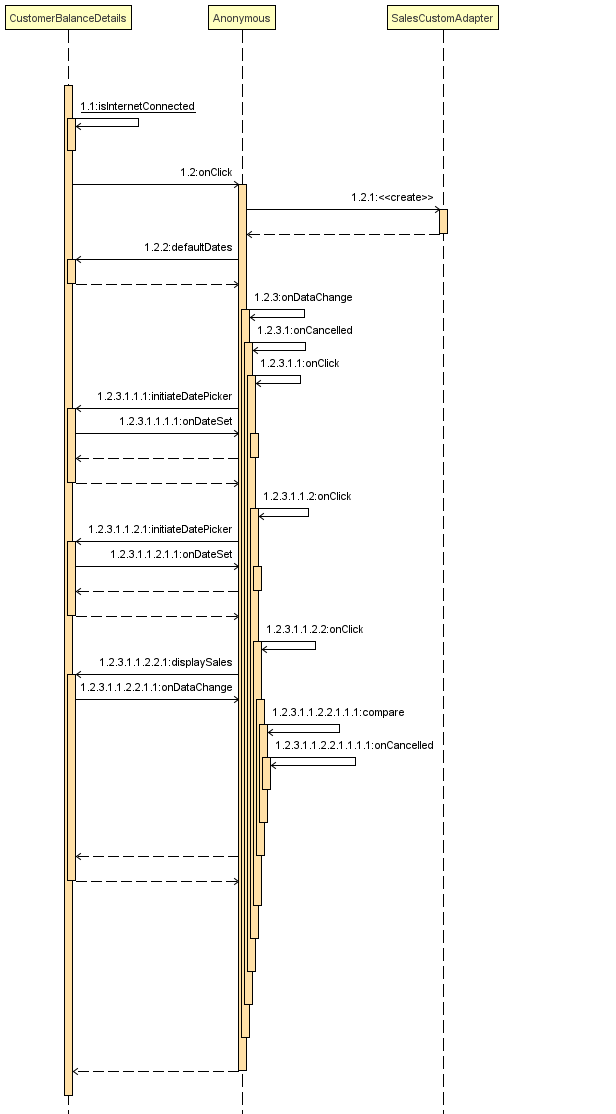 CustomerBalanceDetails
Anonymous
SalesCustomAdapter
1.1:isInternetConnected
1.2:onClick
1.2.1:<<create>>
1.2.2:defaultDates
1.2.3:onDataChange
1.2.3.1:onCancelled
1.2.3.1.1:onClick
1.2.3.1.1.1:initiateDatePicker
1.2.3.1.1.1.1:onDateSet
1.2.3.1.1.2:onClick
1.2.3.1.1.2.1:initiateDatePicker
1.2.3.1.1.2.1.1:onDateSet
1.2.3.1.1.2.2:onClick
1.2.3.1.1.2.2.1:displaySales
1.2.3.1.1.2.2.1.1:onDataChange
1.2.3.1.1.2.2.1.1.1:compare
1.2.3.1.1.2.2.1.1.1.1:onCancelled